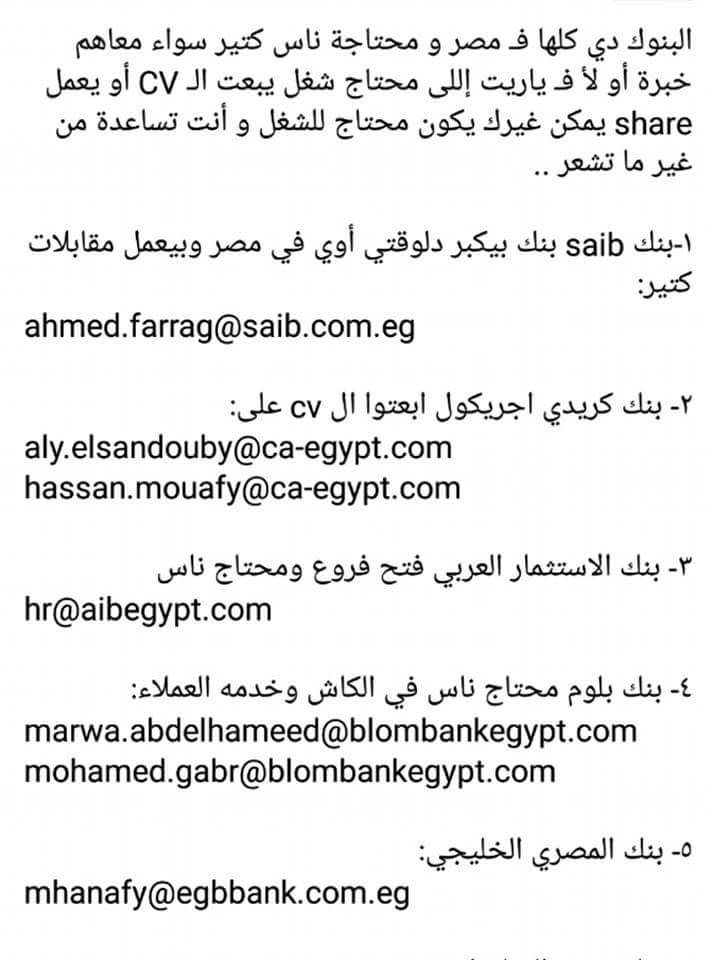 البنوك دي كلها فـ مصر و محتاجة ناس كتير سواء معاهم
خبرة أو لأ فـ ياريت إللى محتاج شغل يبعت الـ CV أو يعمل
share يمكن غيرك يكون محتاج للشغل و أنت تساعدة من
غير ما تشعر ..
١-بنك saib بنك بيكبر دلوقتي أوي في مصر وبيعمل مقابلات
كتير:
ahmed.farrag@saib.com.eg
٢- بنك كريدي اجريكول ابعتوا ال cv على:
aly.elsandouby@ca-egypt.com
hassan.mouafy@ca-egypt.com
٣- بنك الاستثمار العربي فتح فروع ومحتاج ناس
hr@aibegypt.com
٤- بنك بلوم محتاج ناس في الكاش وخدمه العملاء:
marwa.abdelhameed@blombankegypt.com
mohamed.gabr@blombankegypt.com
٥- بنك المصري الخليجي:
mhanafy@egbbank.com.eg